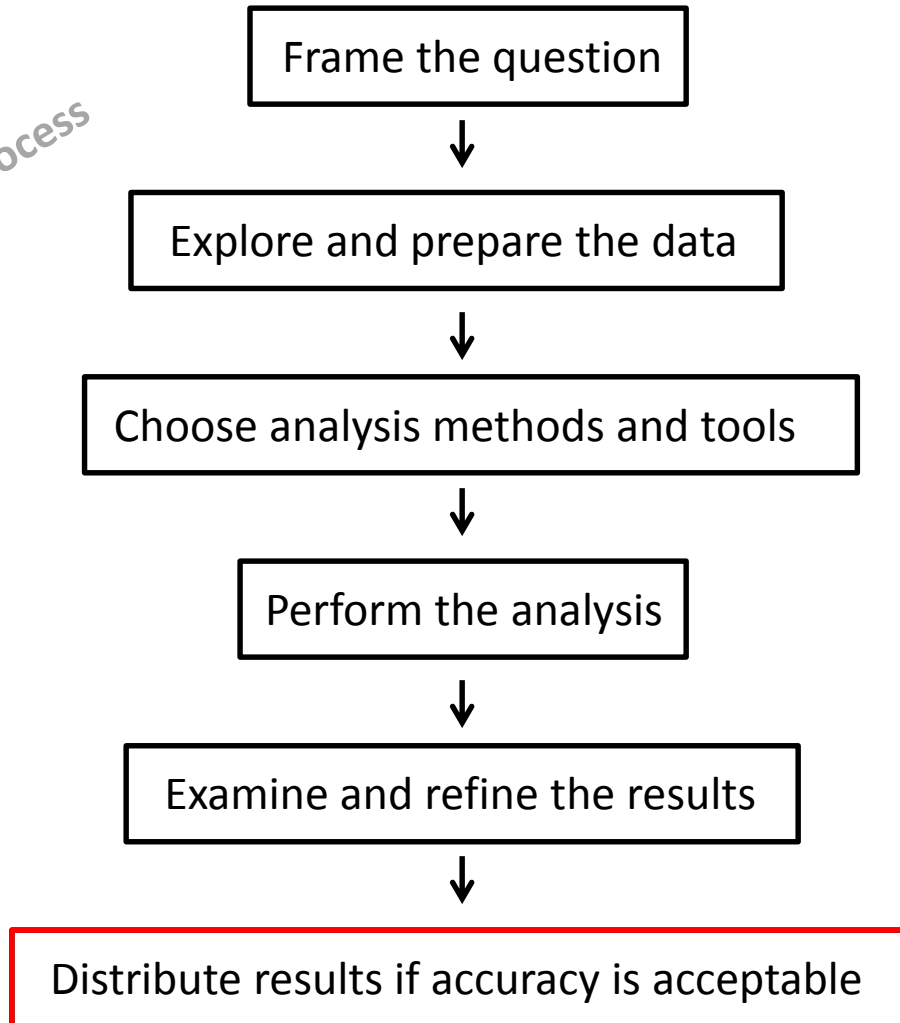 Frame the question
Explore and prepare the data
Choose analysis methods and tools
Perform the analysis
Examine and refine the results
Distribute results if accuracy is acceptable